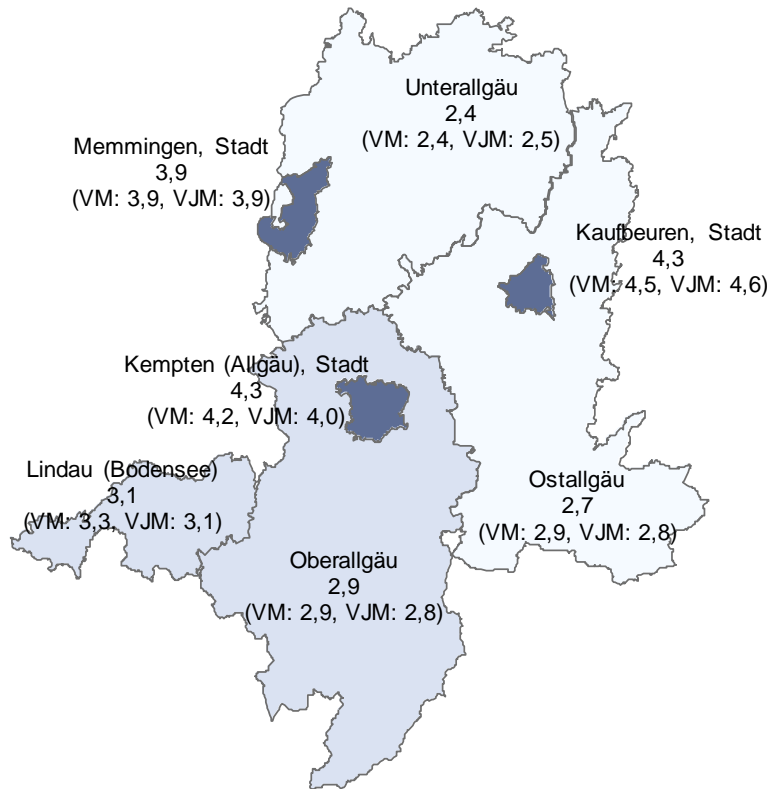 Unterallgäu
2,4
(VM: 2,4, VJM: 2,5)
Memmingen, Stadt
3,9
(VM: 3,9, VJM: 3,9)
Kaufbeuren, Stadt
4,3
(VM: 4,5, VJM: 4,6)
Kempten (Allgäu), Stadt
4,3
(VM: 4,2, VJM: 4,0)
Lindau (Bodensee)
3,1
(VM: 3,3, VJM: 3,1)
Ostallgäu
2,7
(VM: 2,9, VJM: 2,8)
Oberallgäu
2,9
(VM: 2,9, VJM: 2,8)